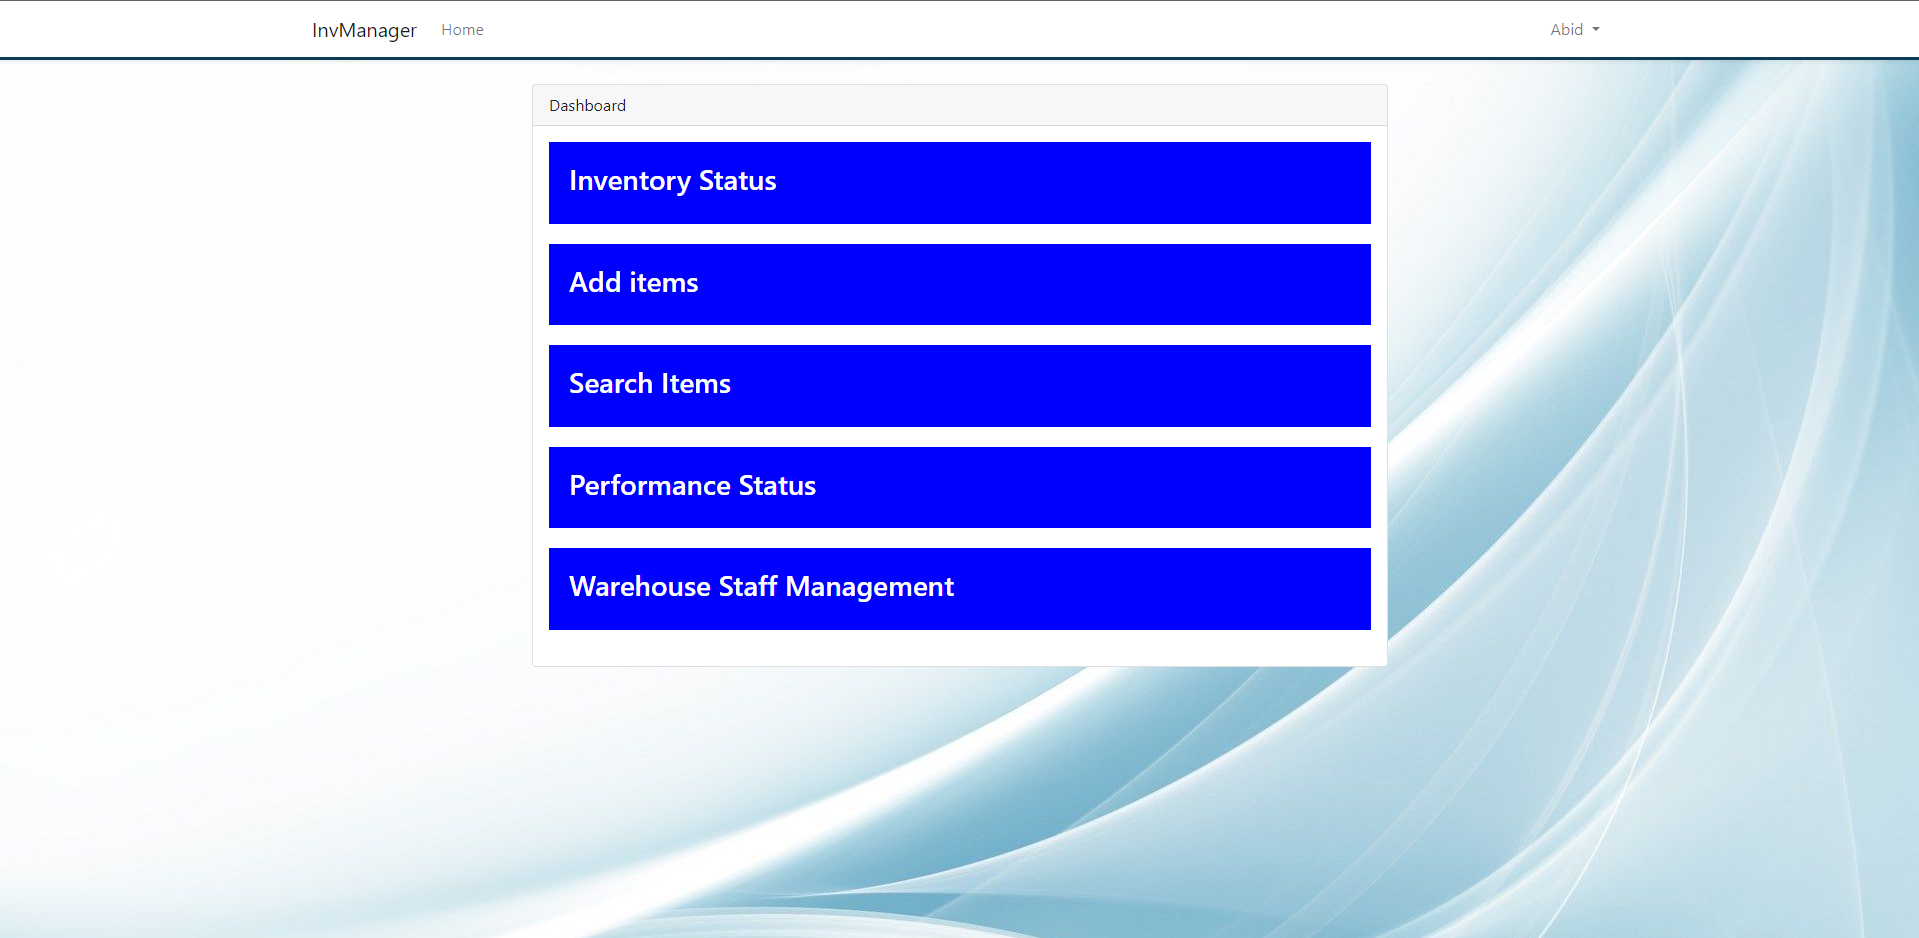 InvManager Home Abid
Dashboard
Inventory Status
Add items
Search Items
Performance Status
Warehouse Staff Management